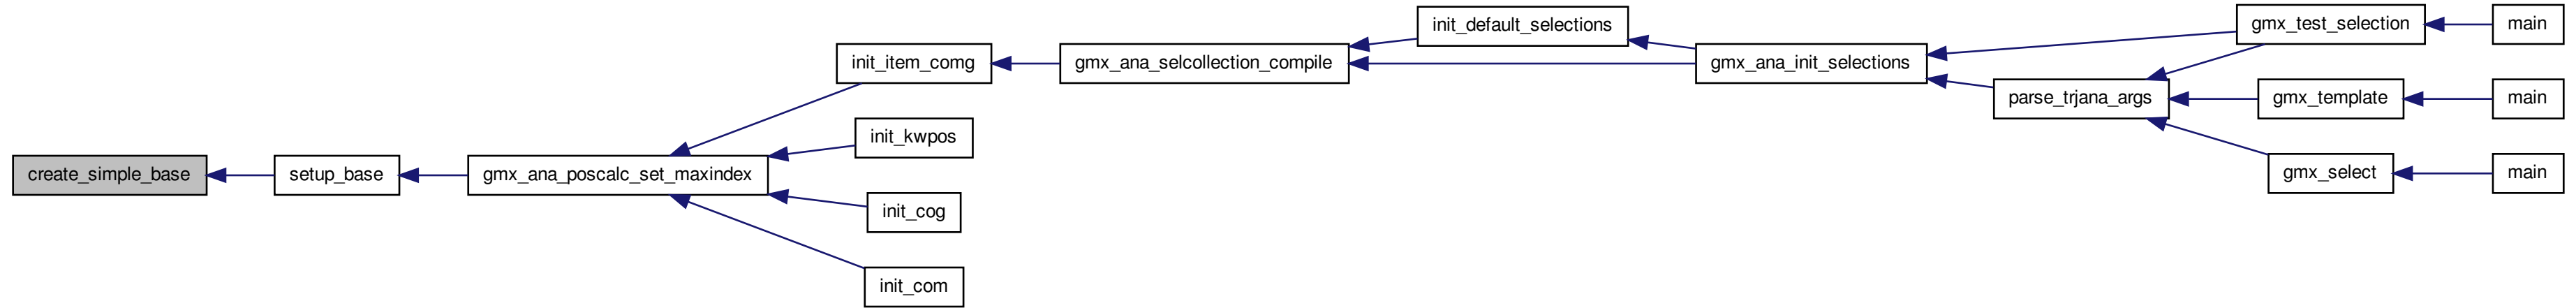 create_simple_base
setup_base
gmx_ana_poscalc_set_maxindex
init_item_comg
init_kwpos
init_cog
init_com
gmx_ana_selcollection_compile
init_default_selections
gmx_ana_init_selections
parse_trjana_args
gmx_test_selection
gmx_template
gmx_select
main
main
main